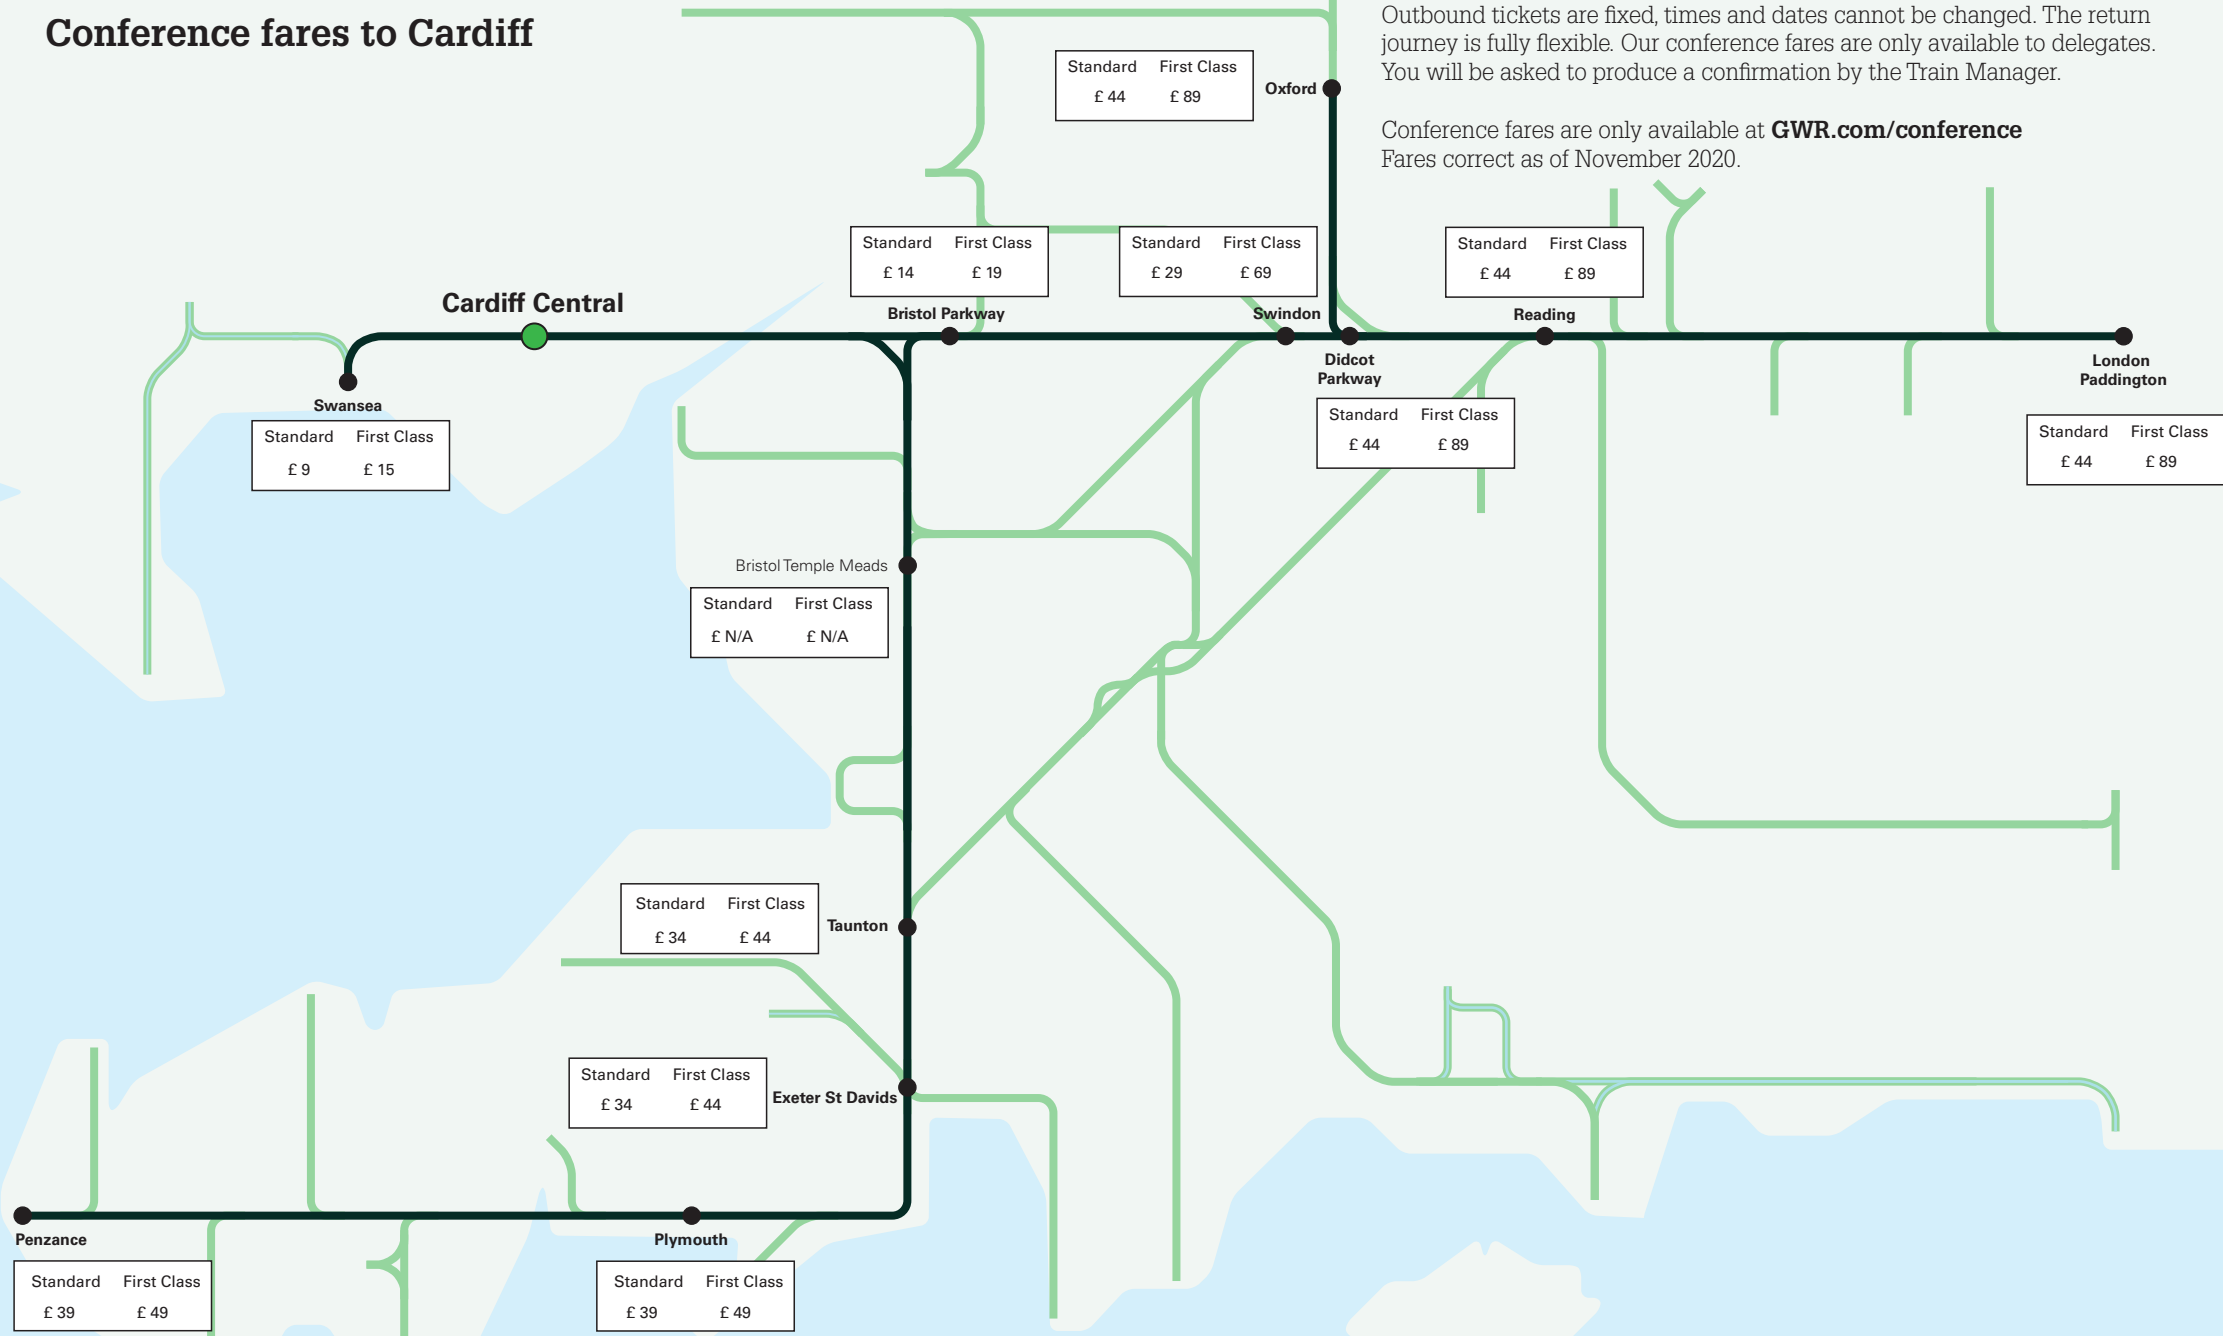 Conference fares to Cardiff
Outbound tickets are fixed, times and dates cannot be changed. The return
journey is fully flexible. Our conference fares are only available to delegates.
You will be asked to produce a confirmation by the Train Manager.
Conference fares are only available at GWR.com/conference
Fares correct as of November 2020.
Standard First Class
£ 44 £ 89
Oxford
Standard First Class
£ 14 £ 19
Bristol Parkway
Standard First Class
£ 29 £ 69
Swindon
Standard First Class
£ 44 £ 89
Reading
Cardiff Central
Didcot
Parkway
Standard First Class
£ 44 £ 89
London
Paddington
Standard First Class
£ 44 £ 89
Swansea
Standard First Class
£ 9 £ 15
Bristol Temple Meads
Standard First Class
£ N/A £ N/A
Standard First Class
£ 34 £ 44
Taunton
Standard First Class
£ 34 £ 44
Exeter St Davids
Penzance
Standard First Class
£ 39 £ 49
Plymouth
Standard First Class
£ 39 £ 49